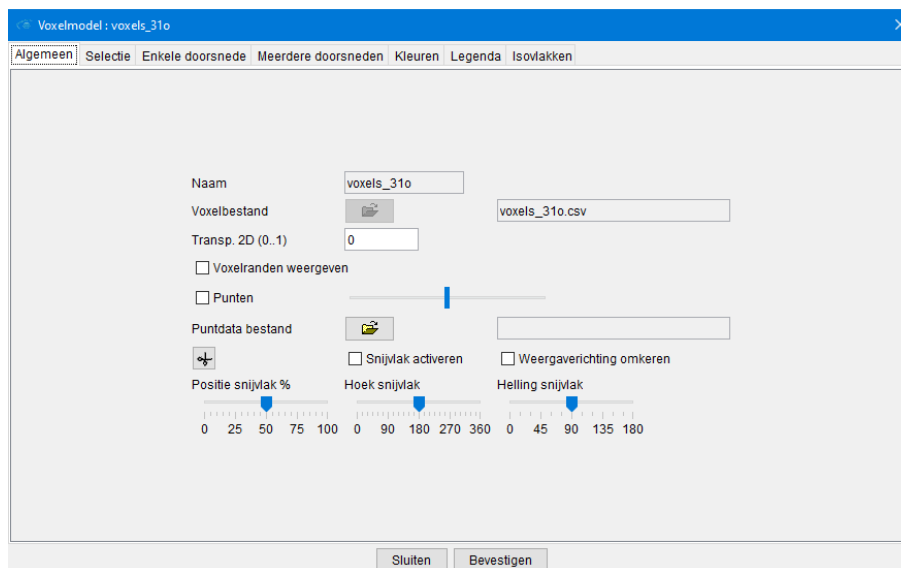 Voxelmodel : voxels_31o
Algemeen Selectie Enkele doorsnede Meerdere doorsneden Kleuren Legenda Isovlakken
Naam voxels_31o
Voxelbestand voxels_31o.csv
Transp. 2D (0..1) 0
Voxelranden weergeven
Punten
Puntdata bestand
Snijvlak activeren Weergaverichting omkeren
Positie snijvlak % Hoek snijvlak Helling snijvlak
0 25 50 75 100 0 90 180 270 360 0 45 90 135 180
Sluiten Bevestigen